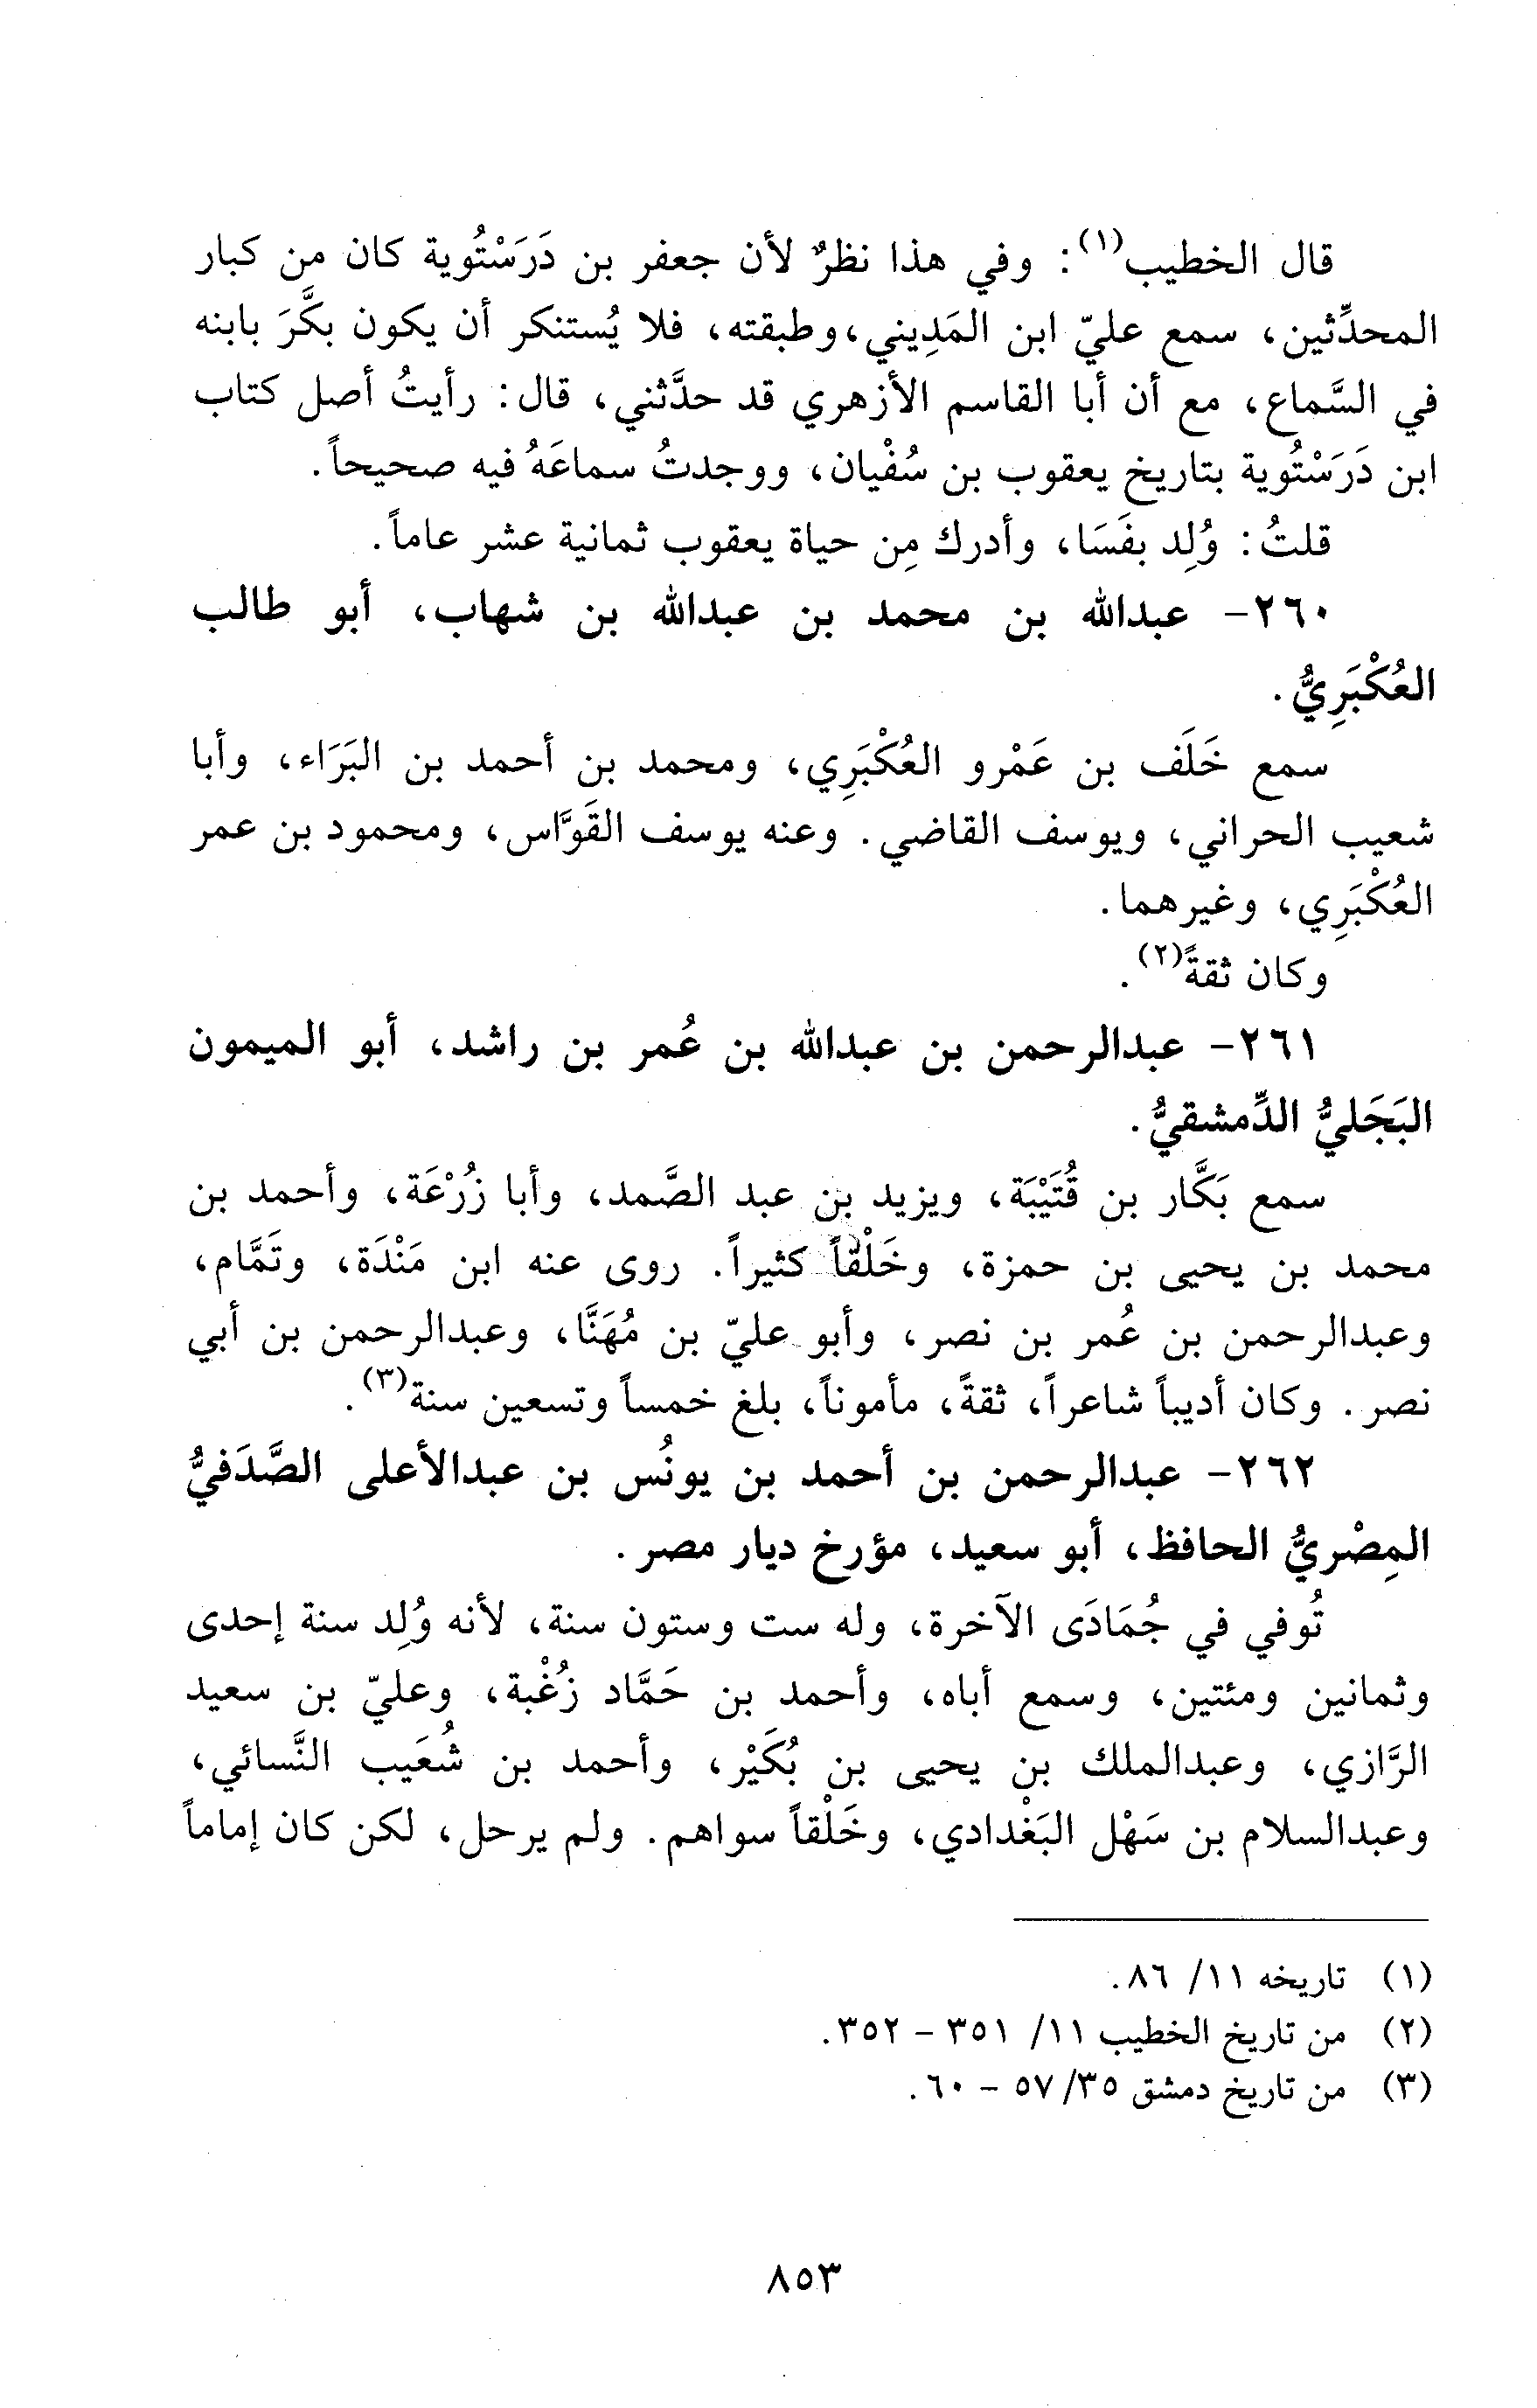 قال الخطيب(١): وفي هذا نظرٌ لأن جعفر بن دَرَسْتُوية كان من كبار
المحدِّثين، سمع عليّ ابن المَدِيني،وطبقته، فلا يُستنكر أن يكون بكَّرَ بابنه
في السَّماع، مع أن أبا القاسم الأزهري قد حدَّثني، قال: رأيتُ أصل كتاب
ابن دَرَسْتُوية بتاريخ يعقوب بن سُفْيان، ووجدتُ سماعَهُ فيه صحيحاً.
قلتُ: وُلِد بفَسَا، وأدرك مِن حياة يعقوب ثمانية عشر عاماً.
٢٦٠- عبدالله بن محمد بن عبدالله بن شهاب، أبو طالب
العُكْبَرِيُّ.
سمع خَلَف بن عَمْرو العُكْبَرِي، ومحمد بن أحمد بن البَرَاء، وأبا
شعيب الحراني، ويوسف القاضي. وعنه يوسف القَوَّاس، ومحمود بن عمر
العُكْبَرِي، وغيرهما.
وكان ثقةً(٢).
٢٦١- عبدالرحمن بن عبدالله بن عُمر بن راشد، أبو الميمون
البَجَليُّ الدِّمشقيُّ.
سمع بَكَّار بن قُتَيْبَة، ويزيد بن عبد الصَّمد، وأبا زُرْعَة، وأحمد بن
محمد بن يحيى بن حمزة، وخَلْقاً كثيراً. روى عنه ابن مَنْدَة، وتَمَّام،
وعبدالرحمن بن عُمر بن نصر، وأبو عليّ بن مُهَنَّا، وعبدالرحمن بن أبي
نصر. وكان أديباً شاعراً، ثقةً، مأموناً، بلغ خمساً وتسعين سنة(٣).
٢٦٢- عبدالرحمن بن أحمد بن يونُس بن عبدالأعلى الصَّدَفيُّ
المِصْريُّ الحافظ، أبو سعيد، مؤرخ ديار مصر.
تُوفي في جُمَادَى الآخرة، وله ست وستون سنة، لأنه وُلِد سنة إحدى
وثمانين ومئتين، وسمع أباه، وأحمد بن حَمَّاد زُغْبة، وعليّ بن سعيد
الرَّازي، وعبدالملك بن يحيى بن بُكَيْر، وأحمد بن شُعَيب النَّسائي،
وعبدالسلام بن سَهْل البَغْدادي، وخَلْقاً سواهم. ولم يرحل، لكن كان إماماً
(١) تاريخه ١١/ ٨٦.
(٢) من تاريخ الخطيب ١١/ ٣٥١ - ٣٥٢.
(٣) من تاريخ دمشق ٣٥/ ٥٧ - ٦٠.
٨٥٣